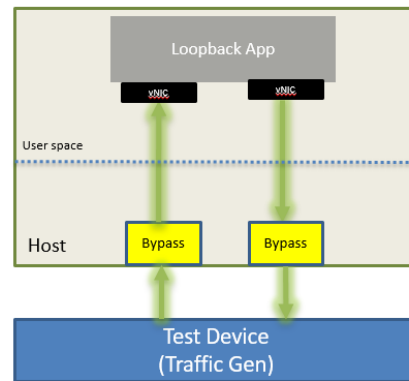 Loopback App
vNIC
vNIC
User space
Bypass
Bypass
Host
Test Device
(Traffic Gen)